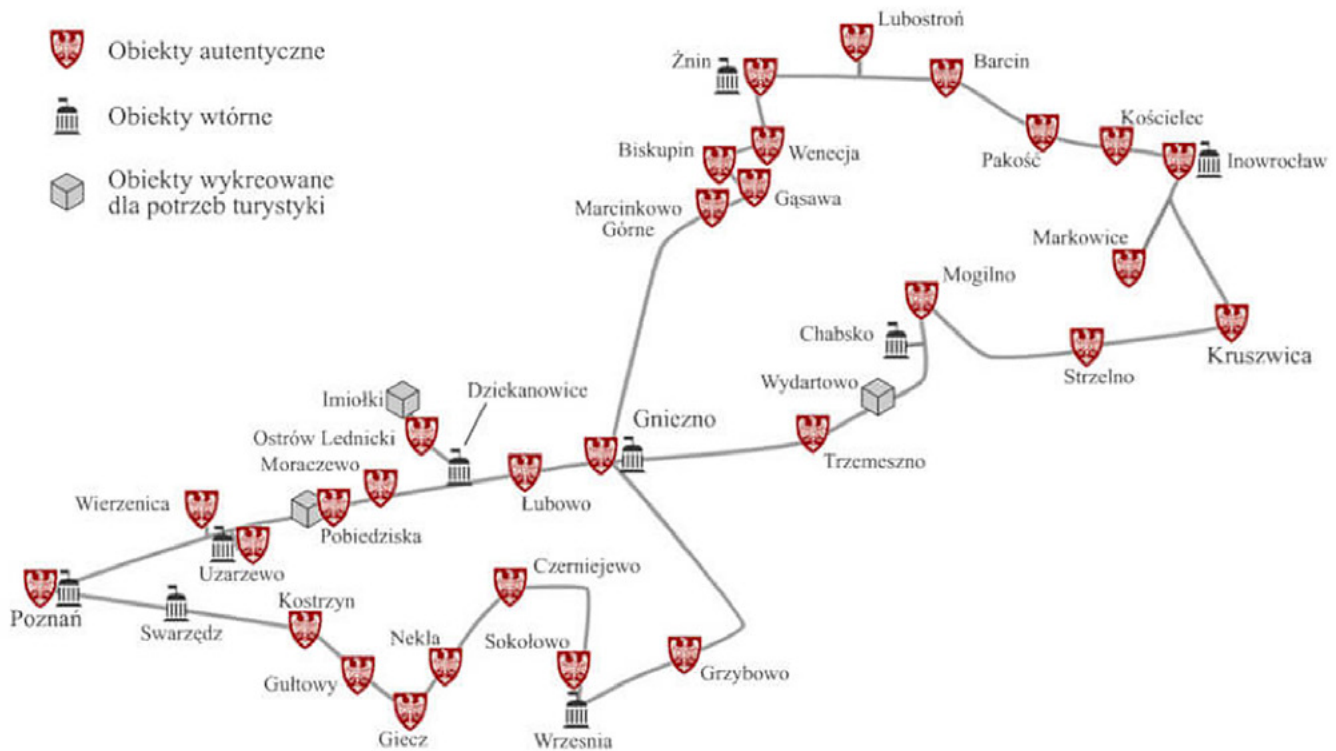 Obiekty autentyczne
Obiekty wtórne
Obiekty wykreowane
dla potrzeb turystyki
Lubostroń
Żnin
Barcin
Kościelec
Biskupin
Wenecja
Pakość
Inowrocław
Gąsawa
Marcinkowo
Górne
Markowice
Mogilno
Chabsko
Kruszwica
Strzelno
Wydartowo
Dziekanowice
Imiołki
Gniezno
Ostrów Lednicki
Moraczewo
Trzemeszno
Łubowo
Wierzenica
Pobiedziska
Uzarzewo
Czerniejewo
Poznań
Kostrzyn
Swarzędz
Nekla
Sokołowo
Grzybowo
Gułtowy
Giecz
Wrzesnia